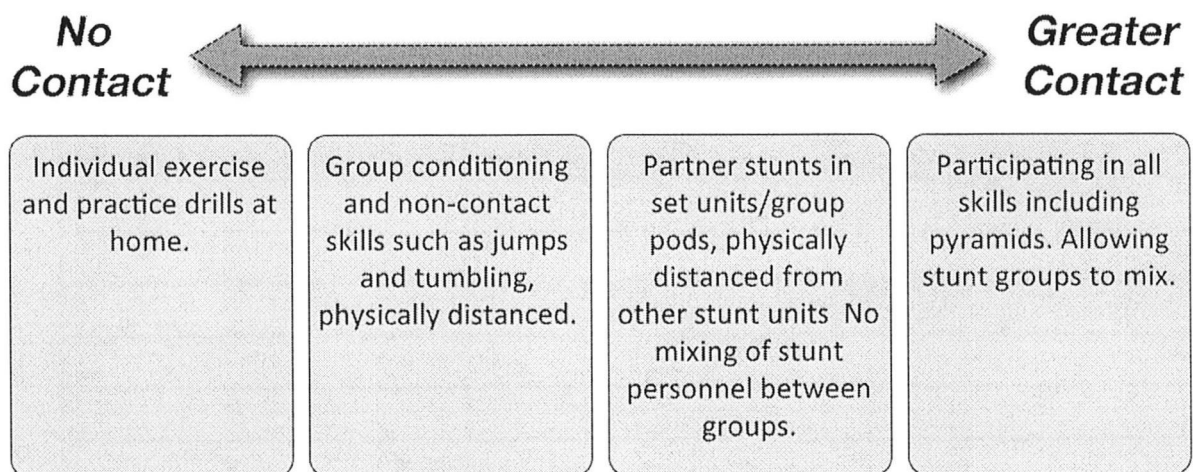 No
Contact
Greater
Contact
Individual exercise
and practice drills at
home.
Group conditioning
and non-contact
skills such as jumps
and tumbling,
physically distanced.
Partner stunts in
set units/group
pods, physically
distanced from
other stunt units  No
mixing of stunt
personnel between
groups.
Participating in all
skills including
pyramids. Allowing
stunt groups to mix.